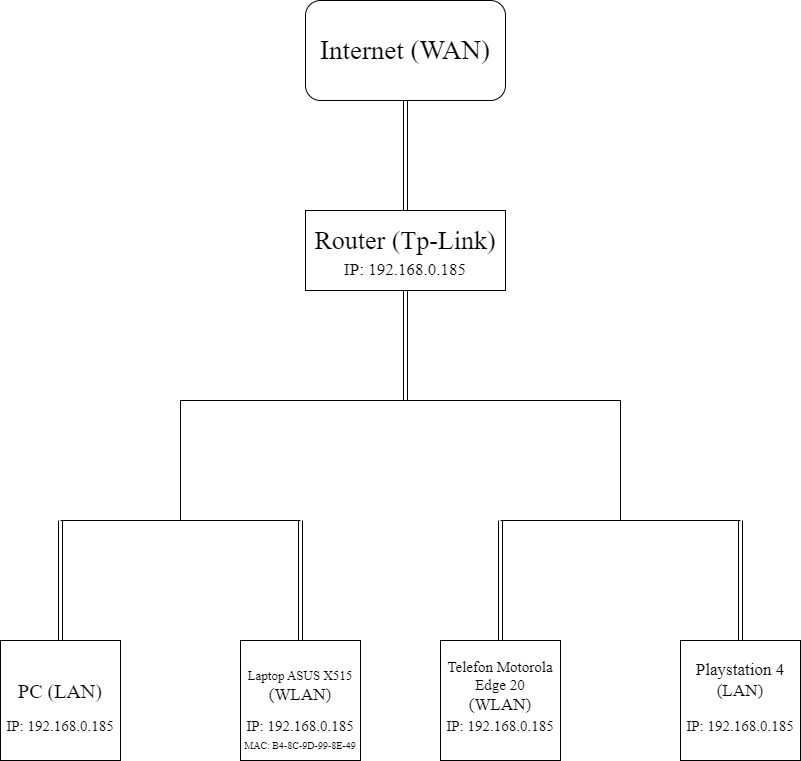 Internet (WAN)
Router (Tp-Link)
IP: 192.168.0.185
PC (LAN)
IP: 192.168.0.185
Laptop ASUS X515
(WLAN)
IP: 192.168.0.185
MAC: B4-8C-9D-99-8E-49
Telefon Motorola
Edge 20
(WLAN)
IP: 192.168.0.185
Playstation 4
(LAN)
IP: 192.168.0.185